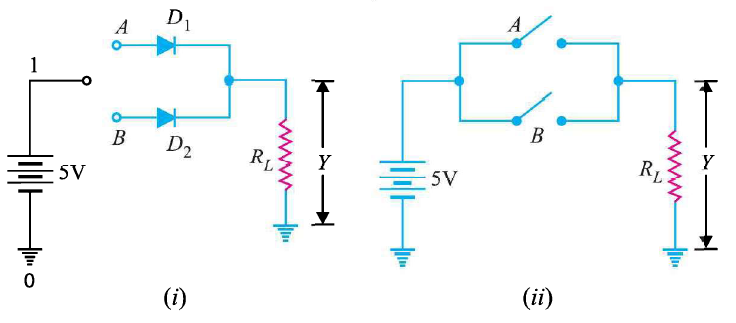 A
D1
1
B
D2
5V
RL
Y
0
(i)
A
B
5V
RL
Y
(ii)